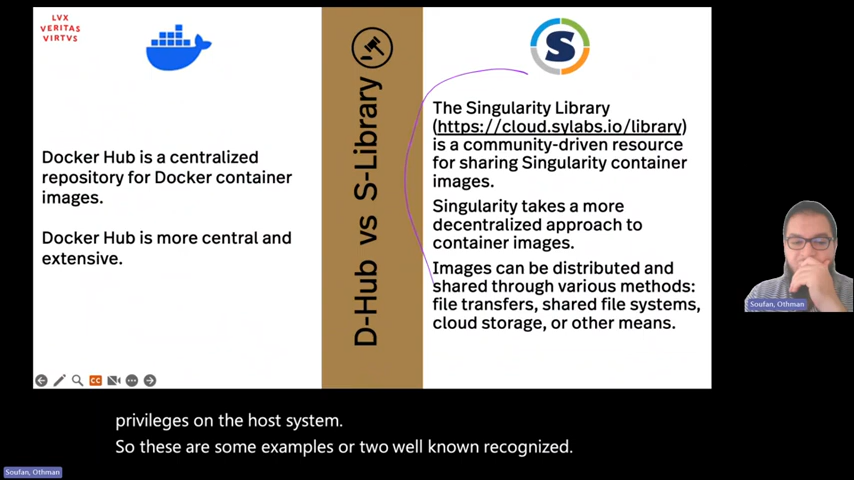 LVX
VERITAS
VIRTVS
Docker Hub is a centralized
repository for Docker container
images.
Docker Hub is more central and
extensive.
D-Hub vs S-Library
S
The Singularity Library
(https://cloud.sylabs.io/library)
is a community-driven resource
for sharing Singularity container
images.
Singularity takes a more
decentralized approach to
container images.
Images can be distributed and
shared through various methods:
file transfers, shared file systems,
cloud storage, or other means.
Soufan, Othman
CC
privileges on the host system.
So these are some examples or two well known recognized.
Soufan, Othman